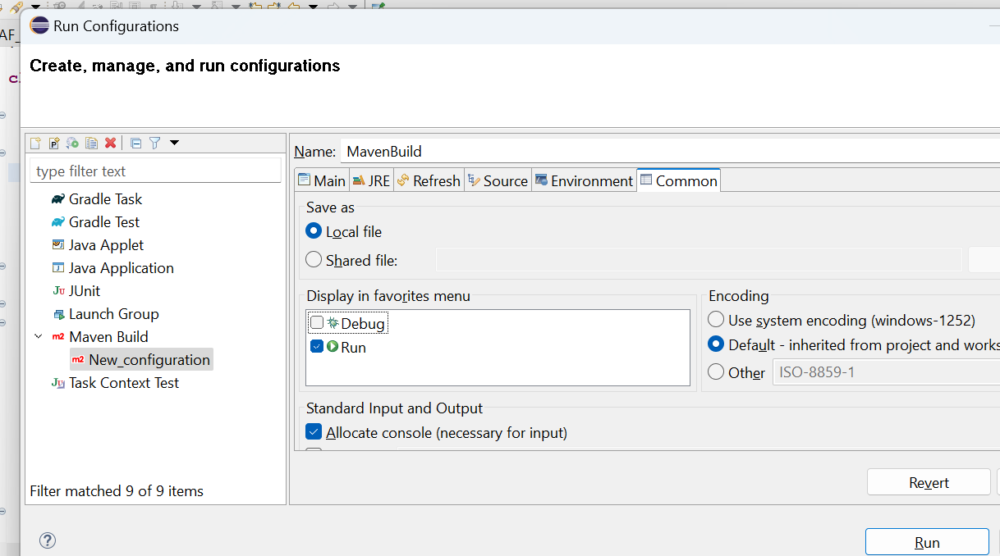 Run Configurations
AF_
Create, manage, and run configurations
Name: MavenBuild
type filter text
Main JRE Refresh Source Environment Common
Gradle Task
Gradle Test
Java Applet
Java Application
JUnit
Launch Group
Maven Build
New_configuration
Task Context Test
Filter matched 9 of 9 items
Save as
Local file
Shared file:
Display in favorites menu
Debug
Run
Encoding
Use system encoding (windows-1252)
Default - inherited from project and works
Other ISO-8859-1
Standard Input and Output
Allocate console (necessary for input)
Revert
Run